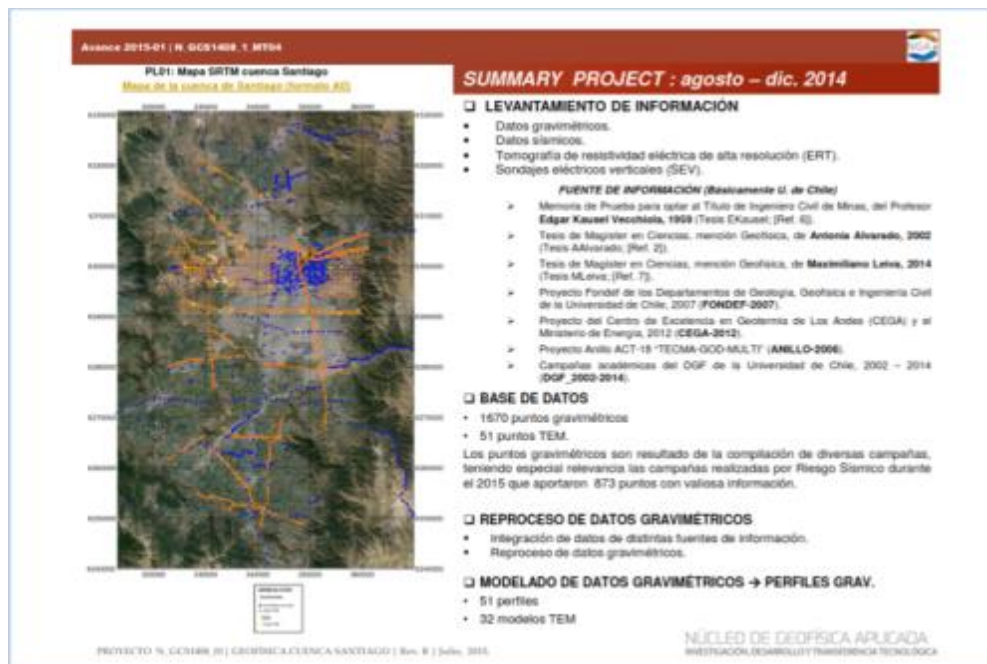 Avance 2015-01 | N_GCS1408_1_MT04
PL01: Mapa SRTM cuenca Santiago
Mapa de la cuenca de Santiago (formato A0)
SUMMARY PROJECT : agosto – dic. 2014
❑ LEVANTAMIENTO DE INFORMACIÓN
• Datos gravimétricos.
• Datos sísmicos.
• Tomografía de resistividad eléctrica de alta resolución (ERT).
• Sondajes eléctricos verticales (SEV).
FUENTE DE INFORMACIÓN (Básicamente U. de Chile)
➢ Memoria de Prueba para optar al Título de Ingeniero Civil de Minas, del Profesor
Edgar Kausel Vecchiola, 1959 (Tesis EKausel; [Ref. 6]).
➢ Tesis de Magíster en Ciencias, mención Geofísica, de Antonia Alvarado, 2002
(Tesis AAlvarado; [Ref. 2]).
➢ Tesis de Magíster en Ciencias, mención Geofísica, de Maximiliano Leiva, 2014
(Tesis MLeiva; [Ref. 7]).
➢ Proyecto Fondef de los Departamentos de Geología, Geofísica e Ingeniería Civil
de la Universidad de Chile, 2007 (FONDEF-2007).
➢ Proyecto del Centro de Excelencia en Geotermia de Los Andes (CEGA) y el
Ministerio de Energía, 2012 (CEGA-2012).
➢ Proyecto Anillo ACT-18 "TECMA-GOD-MULTI" (ANILLO-2006).
➢ Campañas académicas del DGF de la Universidad de Chile, 2002 – 2014
(DGF_2002-2014).
❑ BASE DE DATOS
• 1670 puntos gravimétricos
• 51 puntos TEM.
Los puntos gravimétricos son resultado de la compilación de diversas campañas,
teniendo especial relevancia las campañas realizadas por Riesgo Sísmico durante
el 2015 que aportaron 873 puntos con valiosa información.
❑ REPROCESO DE DATOS GRAVIMÉTRICOS
• Integración de datos de distintas fuentes de información.
• Reproceso de datos gravimétricos.
❑ MODELADO DE DATOS GRAVIMÉTRICOS → PERFILES GRAV.
• 51 perfiles
• 32 modelos TEM
PROYECTO N_GCS1408_01 | GEOFÍSICA CUENCA SANTIAGO | Rev. B | Julio, 2015.
NÚCLEO DE GEOFÍSICA APLICADA
INVESTIGACIÓN, DESARROLLO Y TRANSFERENCIA TECNOLÓGICA